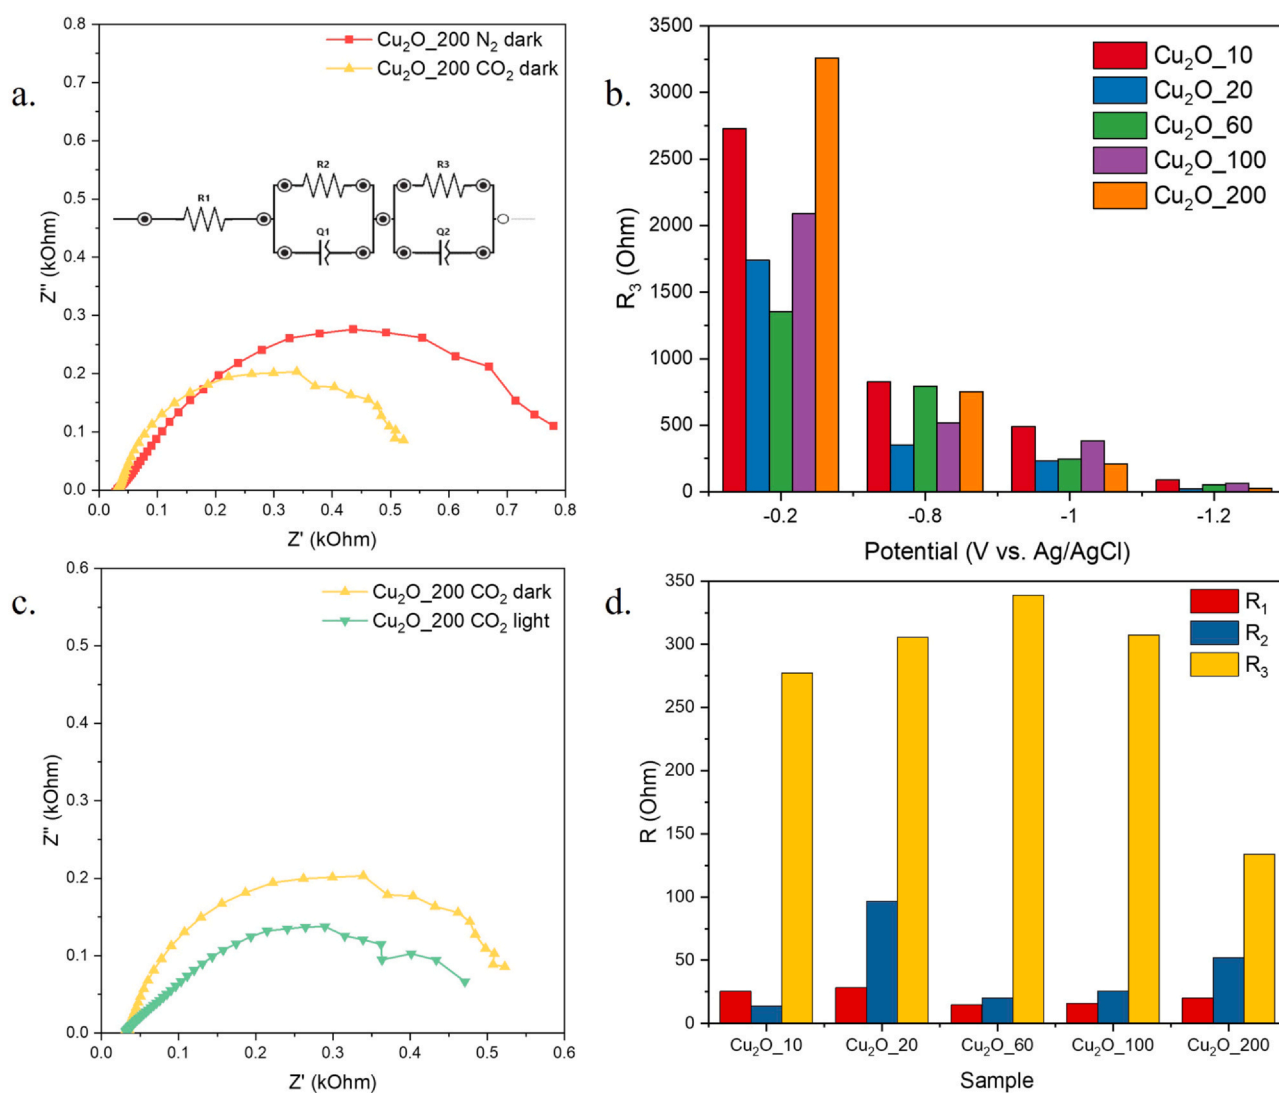 a.
Cu₂O_200 N₂ dark
Cu₂O_200 CO₂ dark
0.8
0.7
0.6
0.5
0.4
0.3
0.2
0.1
0.0
Z'' (kOhm)
R1
R2
Q1
R3
Q2
0.0 0.1 0.2 0.3 0.4 0.5 0.6 0.7 0.8
Z' (kOhm)
b.
Cu₂O_10
Cu₂O_20
Cu₂O_60
Cu₂O_100
Cu₂O_200
3500
3000
2500
2000
1500
1000
500
0
R₃ (Ohm)
-0.2 -0.8 -1 -1.2
Potential (V vs. Ag/AgCl)
c.
Cu₂O_200 CO₂ dark
Cu₂O_200 CO₂ light
0.6
0.5
0.4
0.3
0.2
0.1
0.0
Z'' (kOhm)
0.0 0.1 0.2 0.3 0.4 0.5 0.6
Z' (kOhm)
d.
R₁
R₂
R₃
350
300
250
200
150
100
50
0
R (Ohm)
Cu₂O_10 Cu₂O_20 Cu₂O_60 Cu₂O_100 Cu₂O_200
Sample